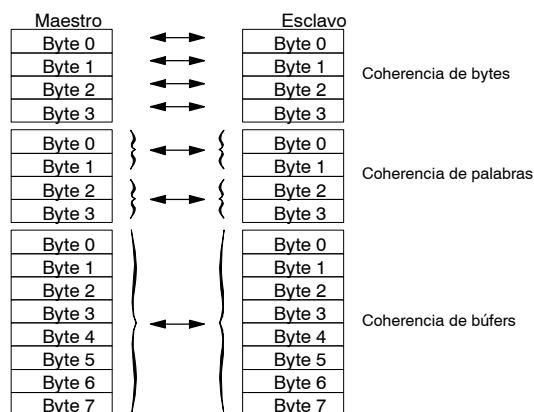 Maestro Esclavo
Byte 0 Byte 0
Byte 1 Byte 1
Byte 2 Byte 2
Byte 3 Byte 3
Coherencia de bytes
Byte 0 Byte 0
Byte 1 Byte 1
Byte 2 Byte 2
Byte 3 Byte 3
Coherencia de palabras
Byte 0 Byte 0
Byte 1 Byte 1
Byte 2 Byte 2
Byte 3 Byte 3
Byte 4 Byte 4
Byte 5 Byte 5
Byte 6 Byte 6
Byte 7 Byte 7
Coherencia de búfers